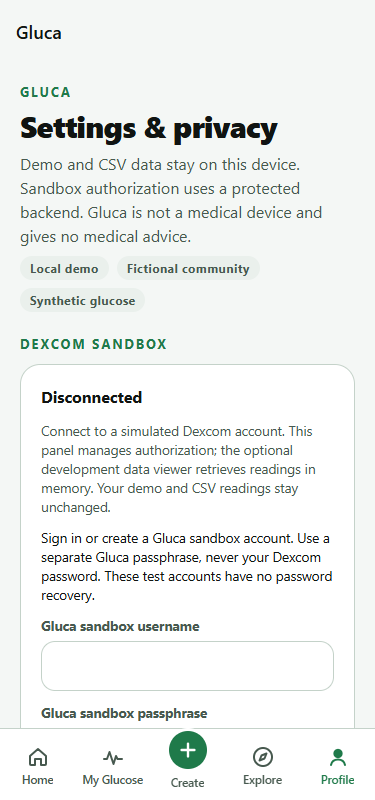 Gluca
GLUCA
Settings & privacy
Demo and CSV data stay on this device.
Sandbox authorization uses a protected
backend. Gluca is not a medical device and
gives no medical advice.
Local demo
Fictional community
Synthetic glucose
DEXCOM SANDBOX
Disconnected
Connect to a simulated Dexcom account. This
panel manages authorization; the optional
development data viewer retrieves readings in
memory. Your demo and CSV readings stay
unchanged.
Sign in or create a Gluca sandbox account. Use a
separate Gluca passphrase, never your Dexcom
password. These test accounts have no password
recovery.
Gluca sandbox username
Gluca sandbox passphrase
Home
My Glucose
Create
Explore
Profile